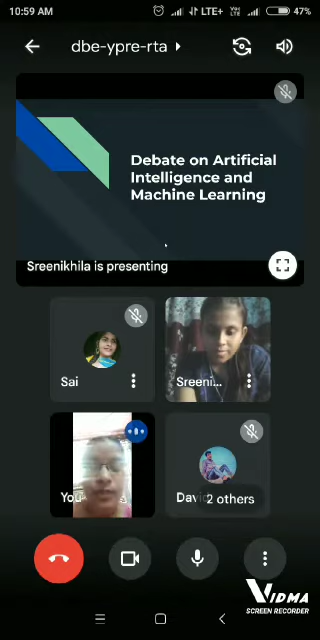 10:59 AM
LTE+
47%
dbe-ypre-rta
Debate on Artificial
Intelligence and
Machine Learning
Sreenikhila is presenting
Sai
Sreeni...
You
2 others
VIDMA
SCREEN RECORDER